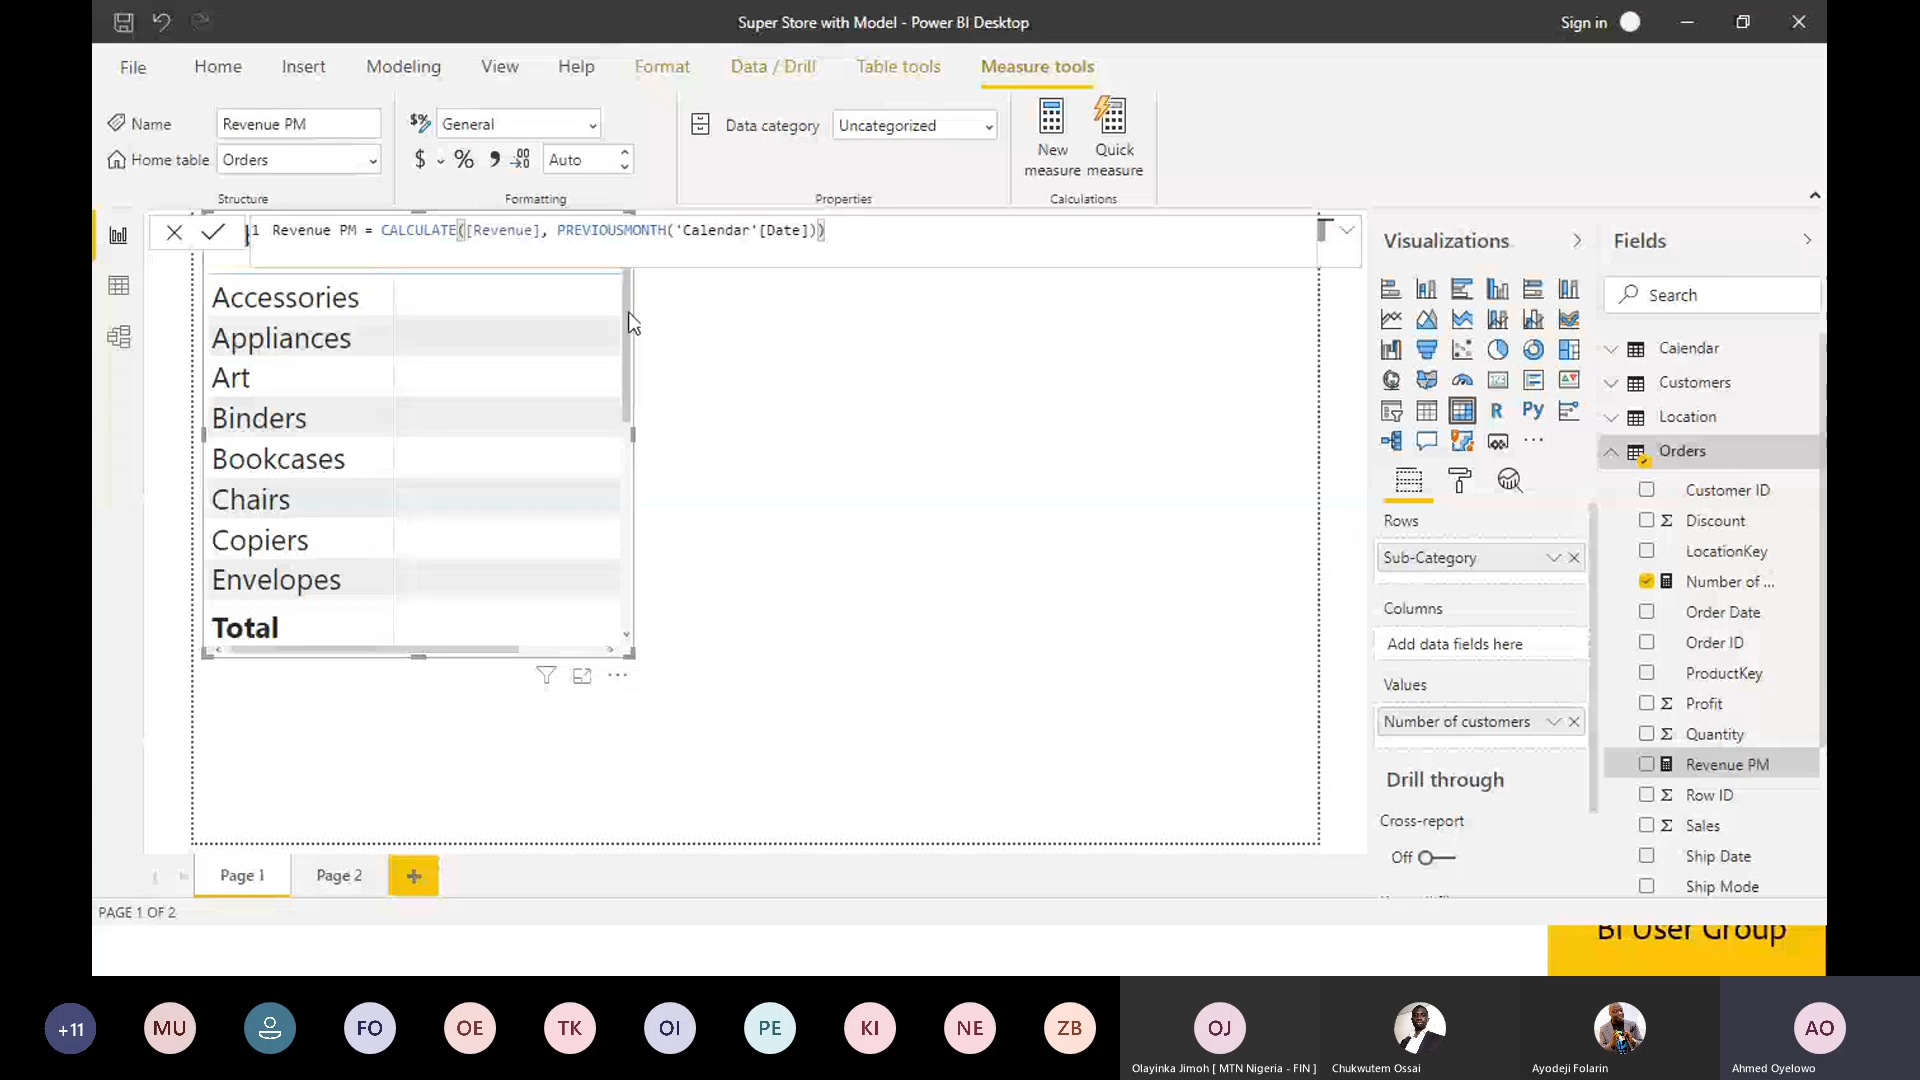 Super Store with Model - Power BI Desktop
Sign in
File Home Insert Modeling View Help Format Data / Drill Table tools Measure tools
Name Revenue PM
Home table Orders
Structure
General
$ % Auto
Formatting
Data category Uncategorized
Properties
New measure
Quick measure
Calculations
1 Revenue PM = CALCULATE([Revenue], PREVIOUSMONTH('Calendar'[Date]))
Accessories
Appliances
Art
Binders
Bookcases
Chairs
Copiers
Envelopes
Total
Page 1 Page 2
PAGE 1 OF 2
Visualizations
R Py
Rows
Sub-Category
Columns
Add data fields here
Values
Number of customers
Drill through
Cross-report
Off
Fields
Search
Calendar
Customers
Location
Orders
Customer ID
Discount
LocationKey
Number of ...
Order Date
Order ID
ProductKey
Profit
Quantity
Revenue PM
Row ID
Sales
Ship Date
Ship Mode
BI User Group
+11 MU FO OE TK OI PE KI NE ZB OJ AO
Olayinka Jimoh [ MTN Nigeria - FIN ] Chukwutem Ossai Ayodeji Folarin Ahmed Oyelowo